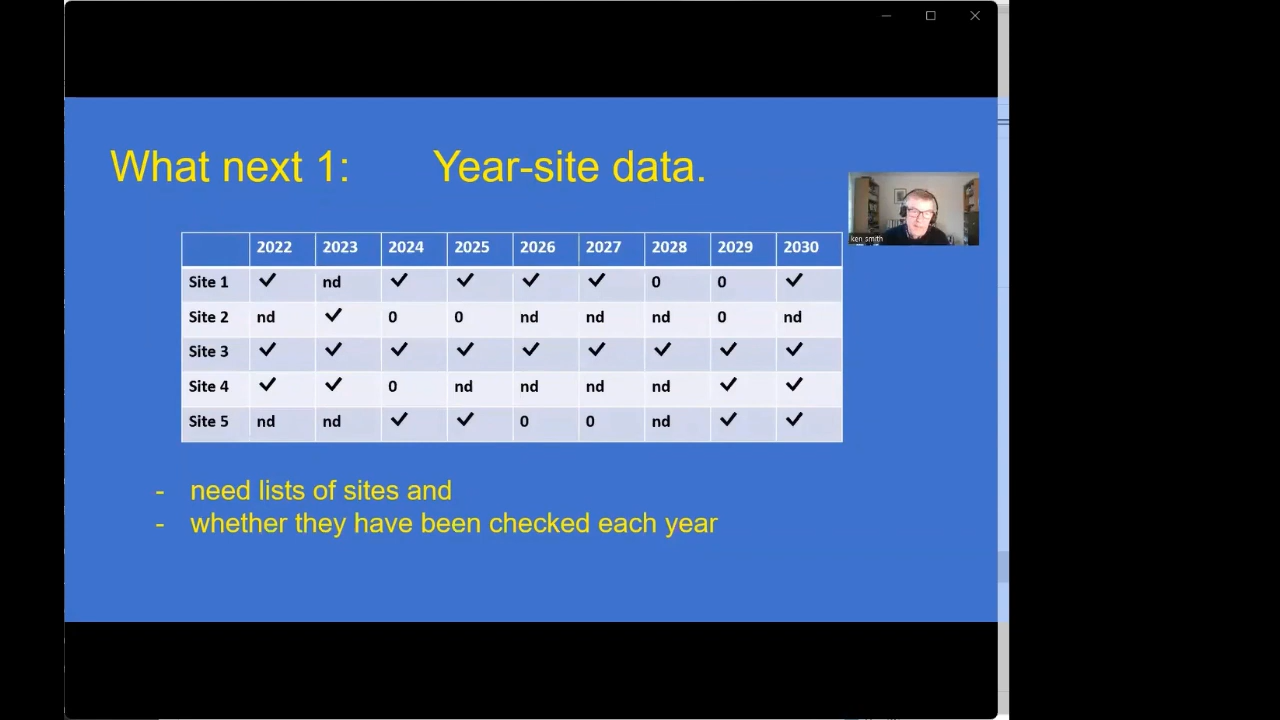 What next 1: Year-site data.
ken smith
2022 2023 2024 2025 2026 2027 2028 2029 2030
Site 1 ✓ nd ✓ ✓ ✓ ✓ 0 0 ✓
Site 2 nd ✓ 0 0 nd nd nd 0 nd
Site 3 ✓ ✓ ✓ ✓ ✓ ✓ ✓ ✓ ✓
Site 4 ✓ ✓ 0 nd nd nd nd ✓ ✓
Site 5 nd nd ✓ ✓ 0 0 nd ✓ ✓
- need lists of sites and
- whether they have been checked each year